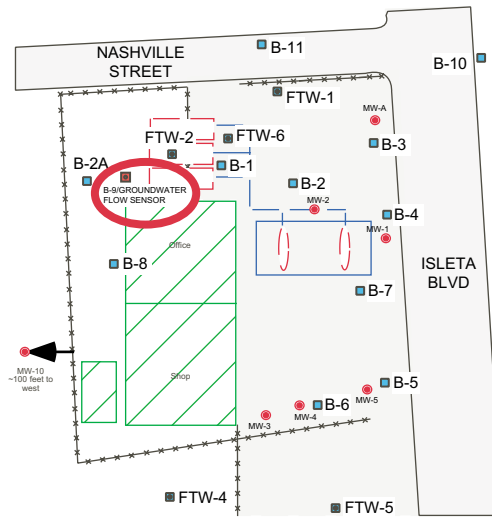 NASHVILLE
STREET
B-11
B-10
FTW-1
MW-A
FTW-2
FTW-6
B-3
B-2A
B-1
B-9/GROUNDWATER
FLOW SENSOR
B-2
MW-2
B-4
MW-1
Office
B-8
ISLETA
BLVD
B-7
MW-10
~100 feet to
west
Shop
B-5
MW-5
B-6
MW-4
MW-3
FTW-4
FTW-5